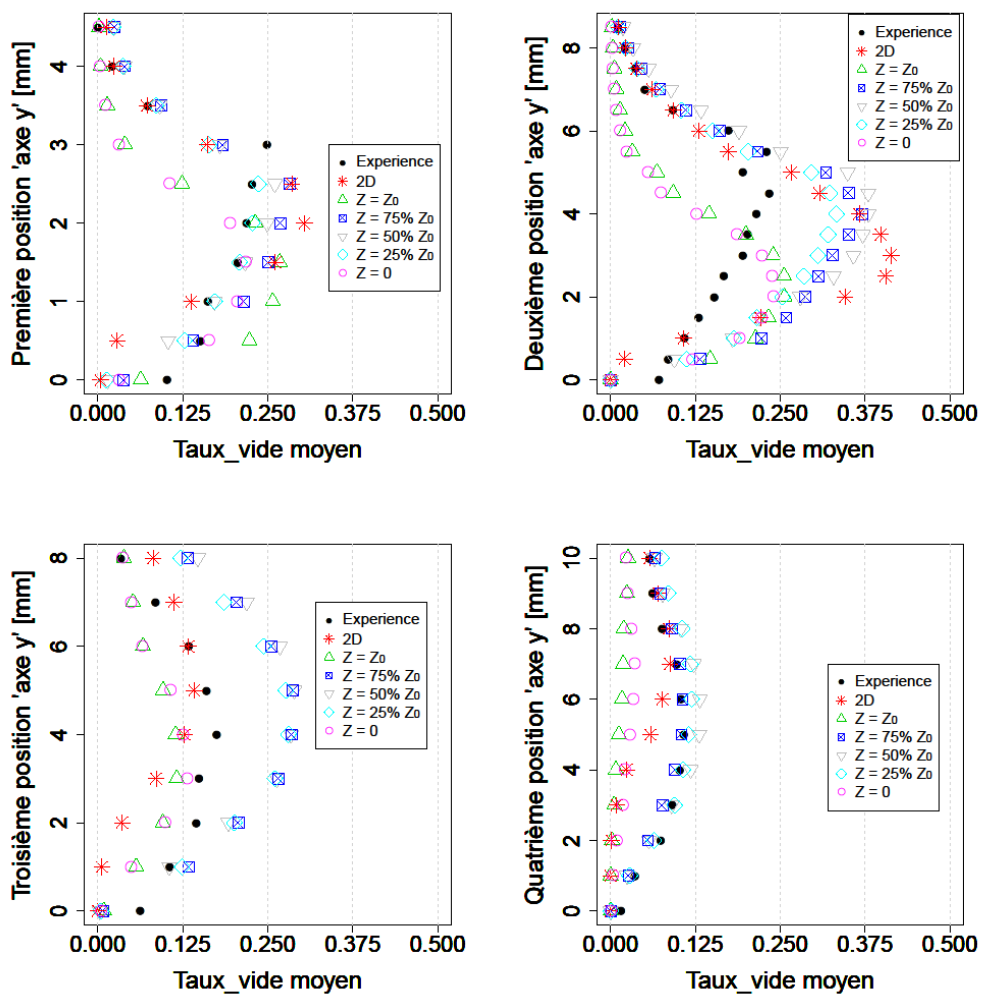 Première position 'axe y' [mm]
4
3
2
1
0
Experience
2D
Z = Z₀
Z = 75% Z₀
Z = 50% Z₀
Z = 25% Z₀
Z = 0
0.000 0.125 0.250 0.375 0.500
Taux_vide moyen
Deuxième position 'axe y' [mm]
8
6
4
2
0
Experience
2D
Z = Z₀
Z = 75% Z₀
Z = 50% Z₀
Z = 25% Z₀
Z = 0
0.000 0.125 0.250 0.375 0.500
Taux_vide moyen
Troisième position 'axe y' [mm]
8
6
4
2
0
Experience
2D
Z = Z₀
Z = 75% Z₀
Z = 50% Z₀
Z = 25% Z₀
Z = 0
0.000 0.125 0.250 0.375 0.500
Taux_vide moyen
Quatrième position 'axe y' [mm]
10
8
6
4
2
0
Experience
2D
Z = Z₀
Z = 75% Z₀
Z = 50% Z₀
Z = 25% Z₀
Z = 0
0.000 0.125 0.250 0.375 0.500
Taux_vide moyen